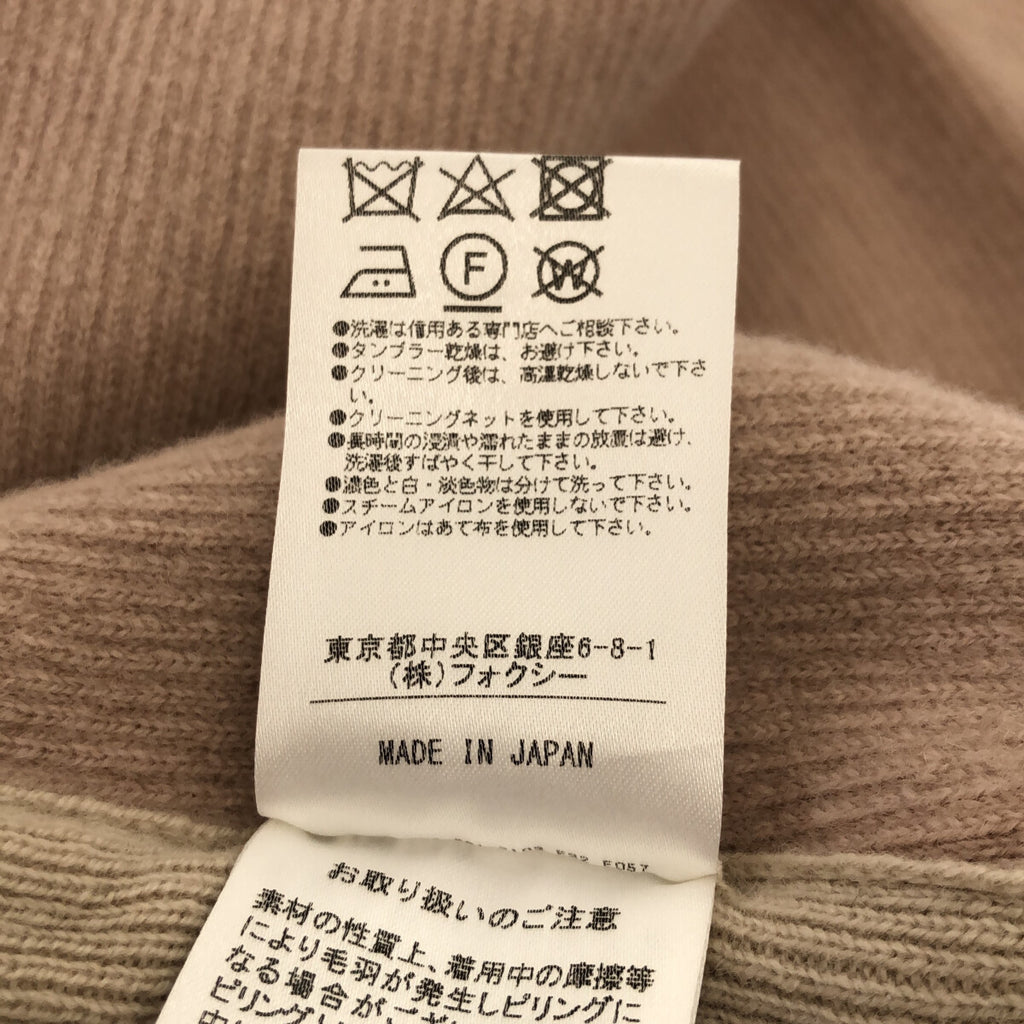 F
W
●洗濯は信用ある専門店へご相談下さい。
●タンブラー乾燥は、お避け下さい。
●クリーニング後は、高温乾燥しないで下さ
い。
●クリーニングネットを使用して下さい。
●長時間の浸漬や濡れたままの放置は避け、
洗濯後すばやく干して下さい。
●濃色と白・淡色物は分けて洗って下さい。
●スチームアイロンを使用しないで下さい。
●アイロンはあて布を使用して下さい。
東京都中央区銀座6-8-1
(株)フォクシー
MADE IN JAPAN
F057
お取り扱いのご注意
素材の性質上、着用中の摩擦等
により毛羽が発生しピリングに
なる場合が
ピリング